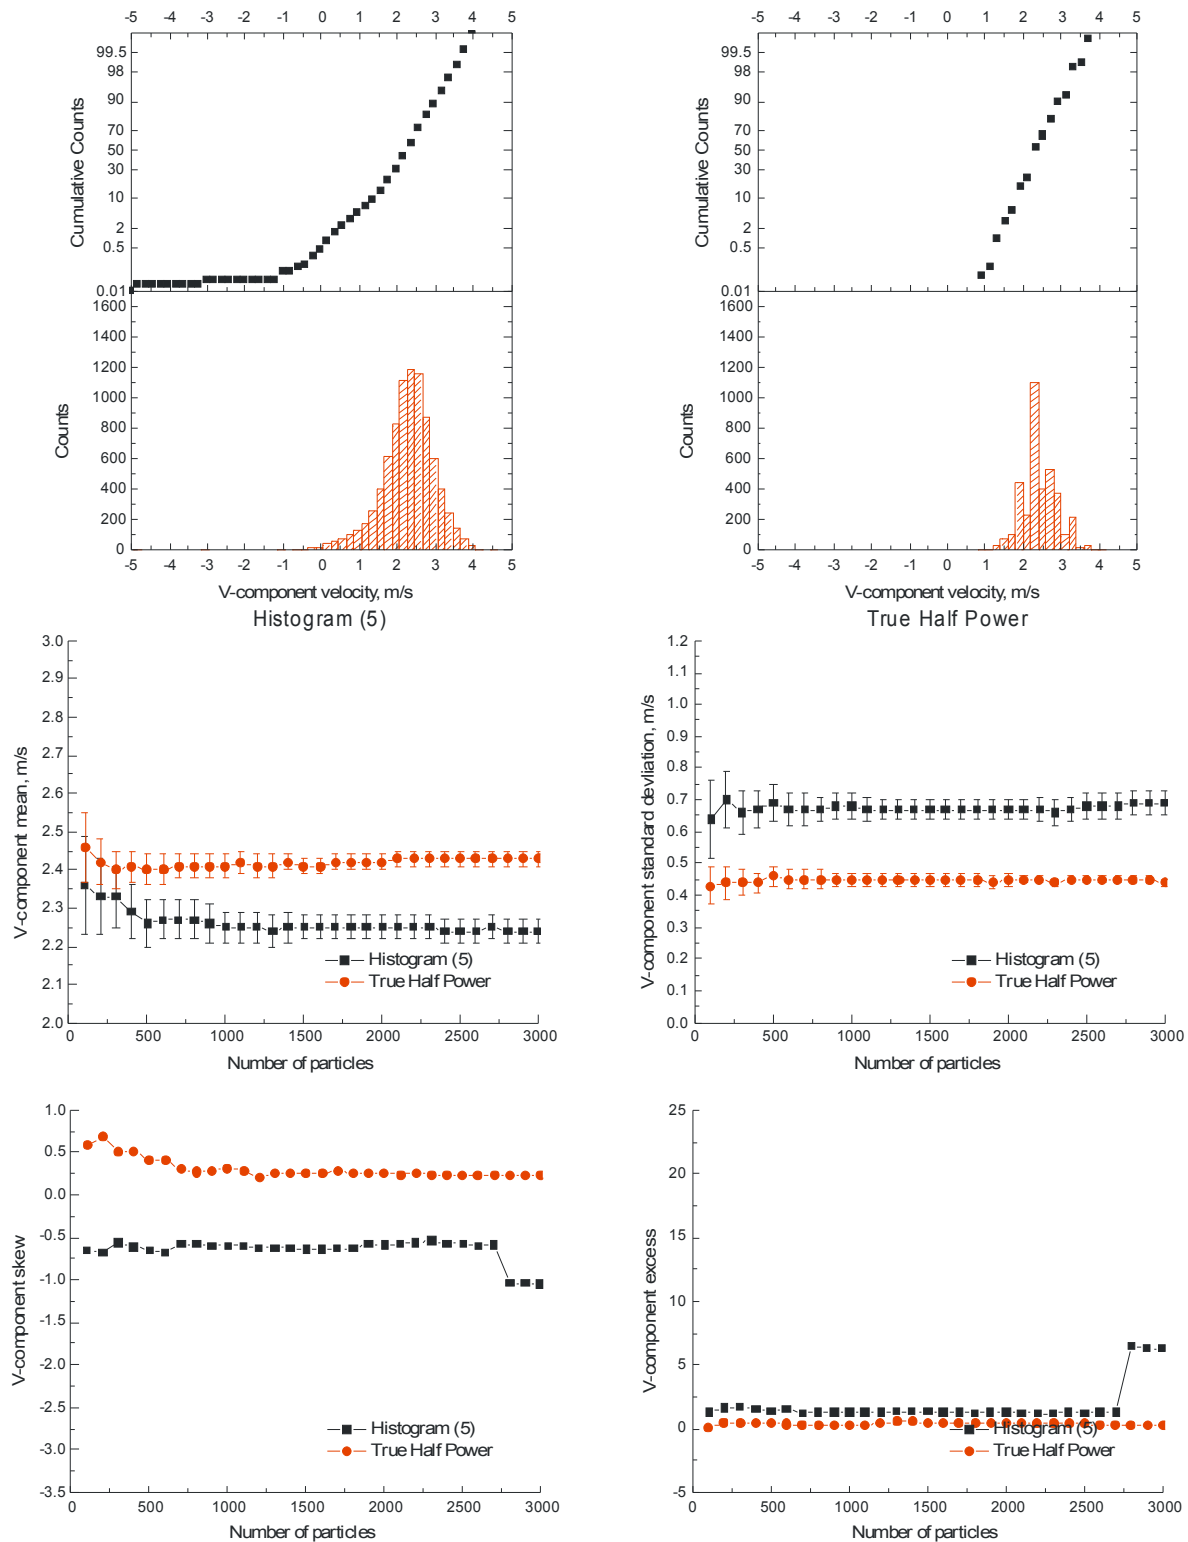 -5 -4 -3 -2 -1 0 1 2 3 4 5
99.5
98
90
70
50
30
10
2
0.5
0.01
Cumulative Counts
1600
1400
1200
1000
800
600
400
200
0
Counts
-5 -4 -3 -2 -1 0 1 2 3 4 5
V-component velocity, m/s
Histogram (5)
-5 -4 -3 -2 -1 0 1 2 3 4 5
99.5
98
90
70
50
30
10
2
0.5
0.01
Cumulative Counts
1600
1400
1200
1000
800
600
400
200
0
Counts
-5 -4 -3 -2 -1 0 1 2 3 4 5
V-component velocity, m/s
True Half Power
3.0
2.9
2.8
2.7
2.6
2.5
2.4
2.3
2.2
2.1
2.0
V-component mean, m/s
Histogram (5)
True Half Power
0 500 1000 1500 2000 2500 3000
Number of particles
1.2
1.1
1.0
0.9
0.8
0.7
0.6
0.5
0.4
0.3
0.2
0.1
0.0
V-component standard devliation, m/s
Histogram (5)
True Half Power
0 500 1000 1500 2000 2500 3000
Number of particles
1.0
0.5
0.0
-0.5
-1.0
-1.5
-2.0
-2.5
-3.0
-3.5
V-component skew
Histogram (5)
True Half Power
0 500 1000 1500 2000 2500 3000
Number of particles
25
20
15
10
5
0
-5
V-component excess
Histogram (5)
True Half Power
0 500 1000 1500 2000 2500 3000
Number of particles